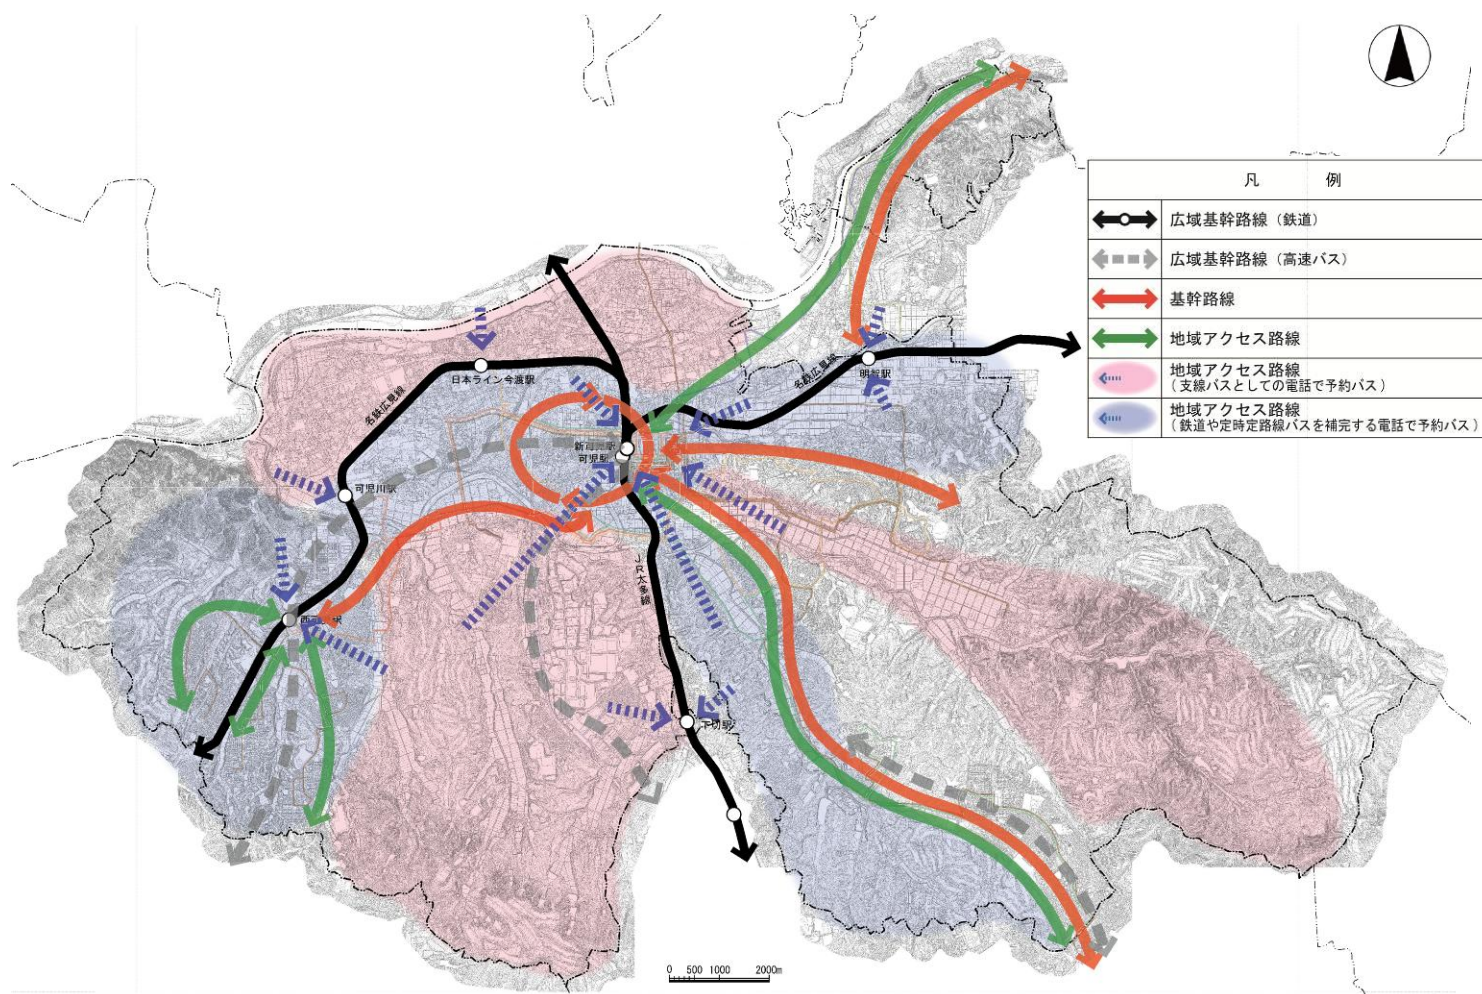 凡 例
広域基幹路線（鉄道）
広域基幹路線（高速バス）
基幹路線
地域アクセス路線
地域アクセス路線
（支線バスとしての電話で予約バス）
地域アクセス路線
（鉄道や定時定路線バスを補完する電話で予約バス）
日本ライン今渡駅
名鉄広見線
名鉄広見線
明智駅
可児駅
可児川駅
JR太多線
下切駅
0 500 1000 2000m